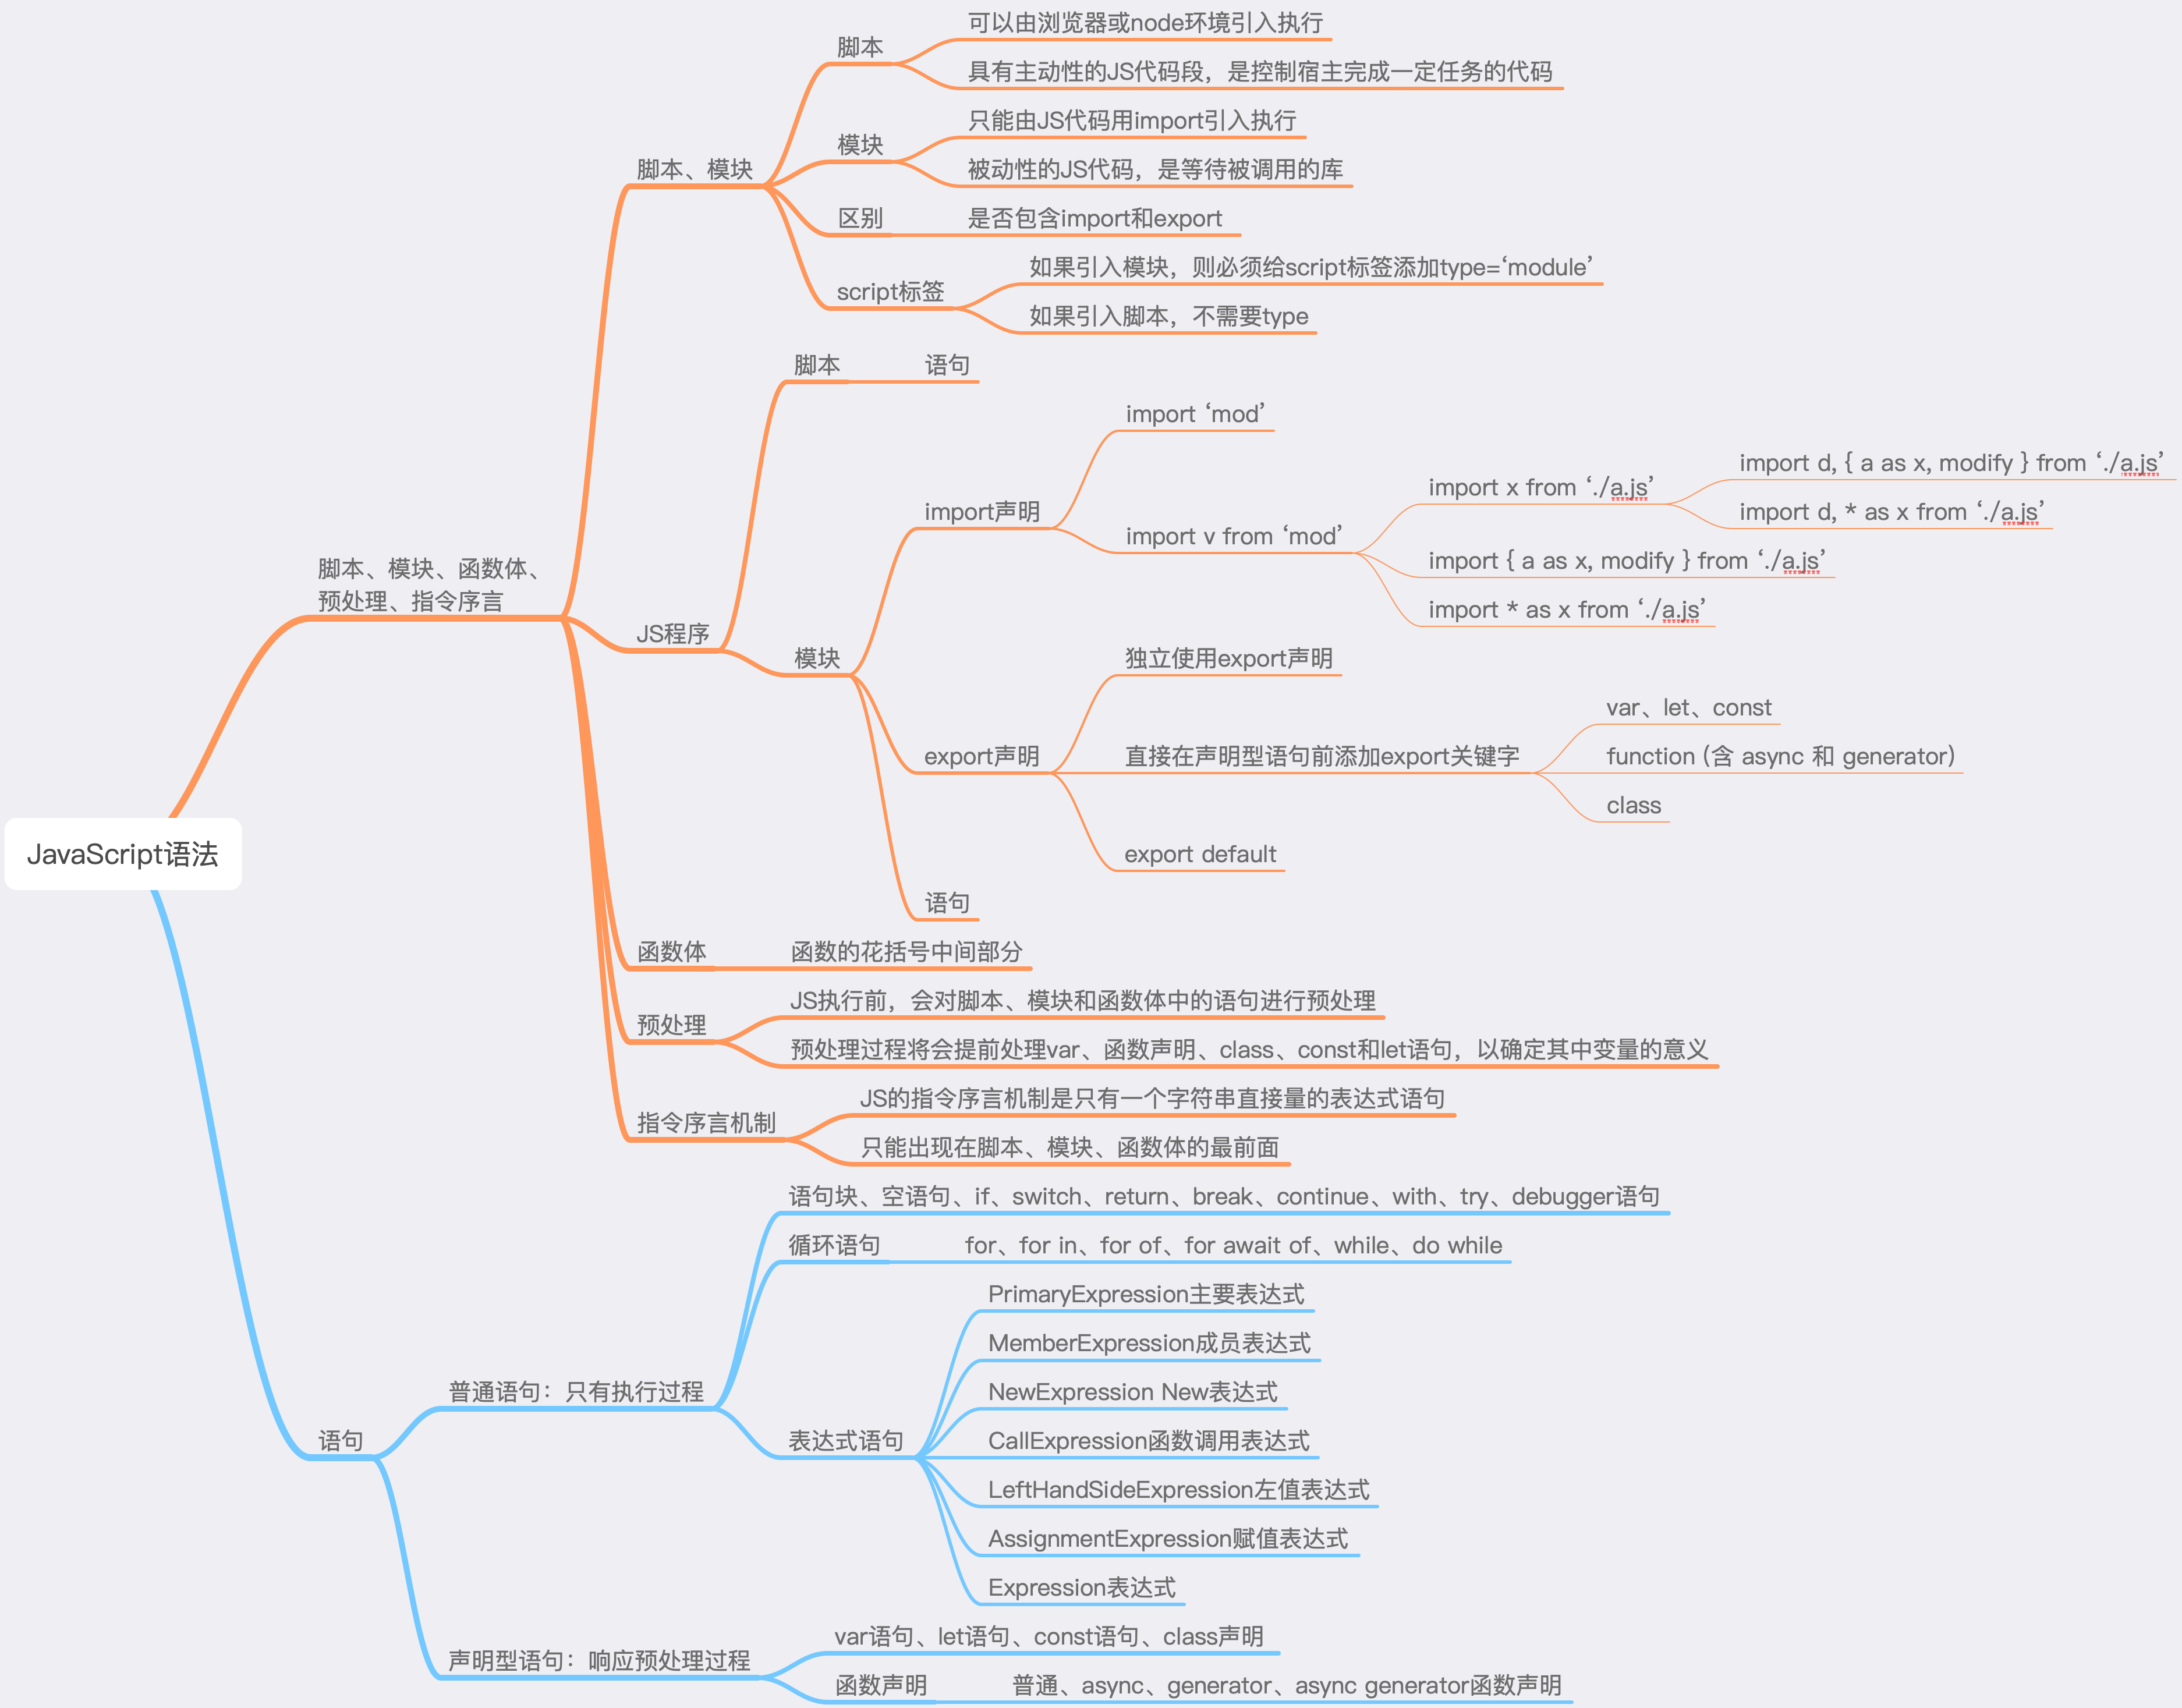 JavaScript语法
脚本、模块、函数体、
预处理、指令序言
脚本、模块
脚本
可以由浏览器或node环境引入执行
具有主动性的JS代码段，是控制宿主完成一定任务的代码
模块
只能由JS代码用import引入执行
被动性的JS代码，是等待被调用的库
区别
是否包含import和export
script标签
如果引入模块，则必须给script标签添加type=‘module’
如果引入脚本，不需要type
JS程序
脚本
语句
模块
import声明
import ‘mod’
import v from ‘mod’
import x from ‘./a.js’
import d, { a as x, modify } from ‘./a.js’
import d, * as x from ‘./a.js’
import { a as x, modify } from ‘./a.js’
import * as x from ‘./a.js’
export声明
独立使用export声明
直接在声明型语句前添加export关键字
var、let、const
function (含 async 和 generator)
class
export default
语句
函数体
函数的花括号中间部分
预处理
JS执行前，会对脚本、模块和函数体中的语句进行预处理
预处理过程将会提前处理var、函数声明、class、const和let语句，以确定其中变量的意义
指令序言机制
JS的指令序言机制是只有一个字符串直接量的表达式语句
只能出现在脚本、模块、函数体的最前面
语句
普通语句：只有执行过程
语句块、空语句、if、switch、return、break、continue、with、try、debugger语句
循环语句
for、for in、for of、for await of、while、do while
表达式语句
PrimaryExpression主要表达式
MemberExpression成员表达式
NewExpression New表达式
CallExpression函数调用表达式
LeftHandSideExpression左值表达式
AssignmentExpression赋值表达式
Expression表达式
声明型语句：响应预处理过程
var语句、let语句、const语句、class声明
函数声明
普通、async、generator、async generator函数声明